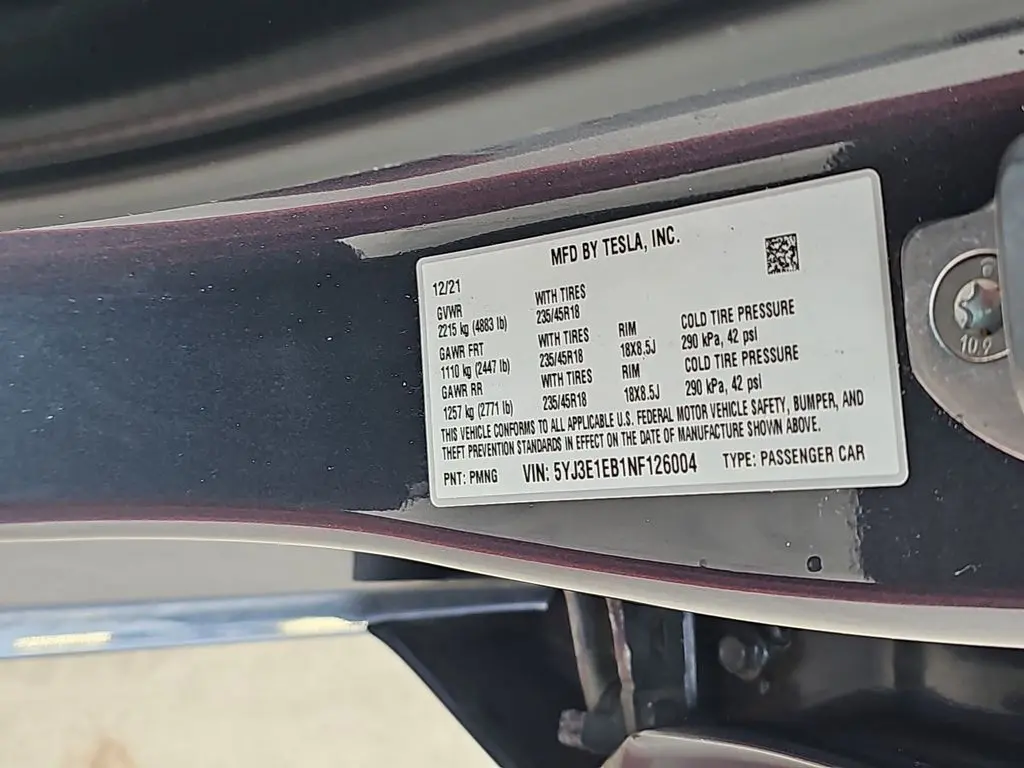 MFD BY TESLA, INC.
12/21
GVWR
2215 kg (4883 lb)
WITH TIRES
235/45R18
GAWR FRT
1110 kg (2447 lb)
WITH TIRES
235/45R18
RIM
18X8.5J
COLD TIRE PRESSURE
290 kPa, 42 psi
GAWR RR
1257 kg (2771 lb)
WITH TIRES
235/45R18
RIM
18X8.5J
COLD TIRE PRESSURE
290 kPa, 42 psi
THIS VEHICLE CONFORMS TO ALL APPLICABLE U.S. FEDERAL MOTOR VEHICLE SAFETY, BUMPER, AND
THEFT PREVENTION STANDARDS IN EFFECT ON THE DATE OF MANUFACTURE SHOWN ABOVE.
PNT: PMNG VIN: 5YJ3E1EB1NF126004 TYPE: PASSENGER CAR
10.9